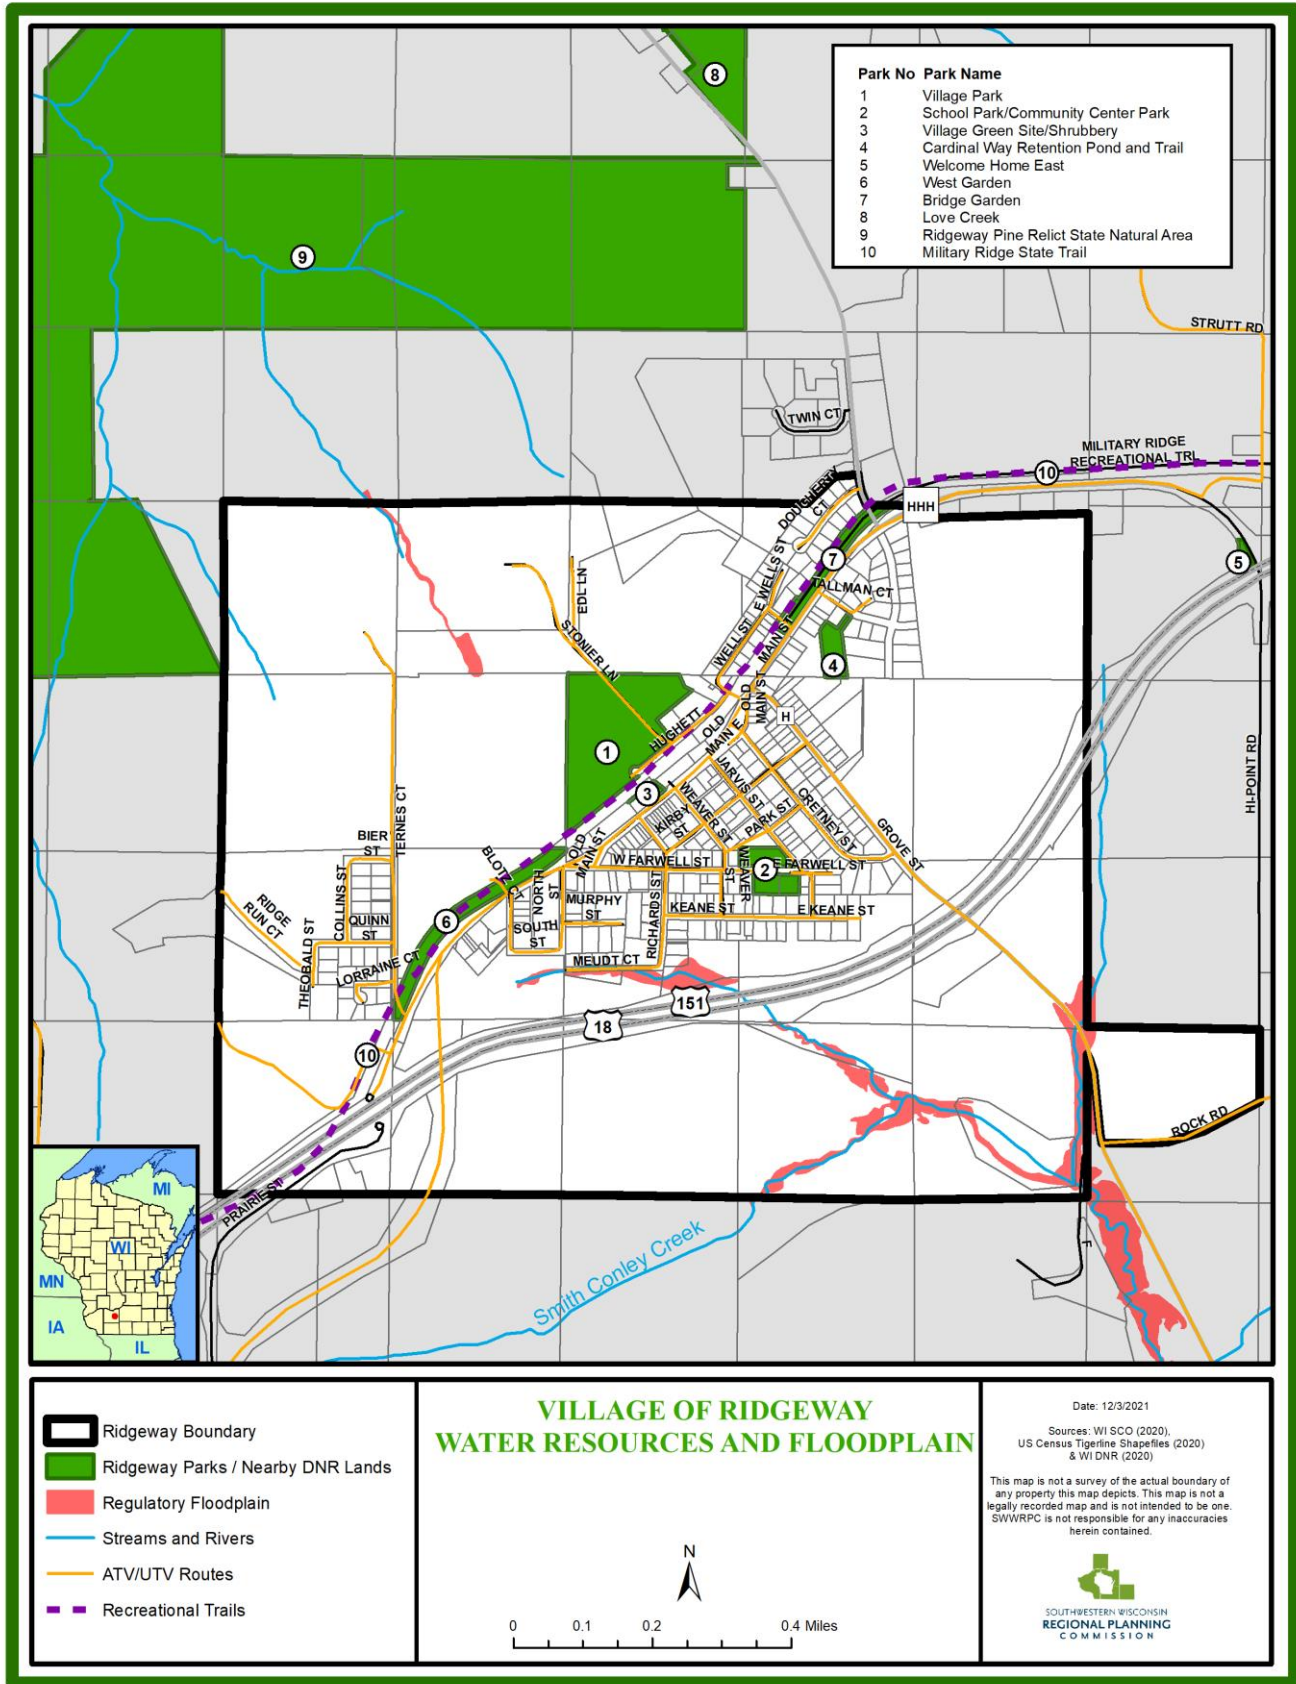 Park No Park Name
1 Village Park
2 School Park/Community Center Park
3 Village Green Site/Shrubbery
4 Cardinal Way Retention Pond and Trail
5 Welcome Home East
6 West Garden
7 Bridge Garden
8 Love Creek
9 Ridgeway Pine Relict State Natural Area
10 Military Ridge State Trail
8
9
STRUTT RD
TWIN CT
MILITARY RIDGE
RECREATIONAL TRL
10
HHH
DOUGHERTY
CT
7
5
E WELLS ST
TALLMAN CT
EDL LN
STONIER LN
WELL ST
MAIN ST
4
OLD
MAIN ST
H
HUGHETT
OLD
MAIN E
1
3
HI-POINT RD
JARVIS ST
WEAVER ST
KIRBY
ST
PARK ST
CRETNEY ST
GROVE ST
TERNES CT
BIER
ST
OLD
MAIN ST
BLOTZ CT
W FARWELL ST
WEAVER
ST
2
E FARWELL ST
COLLINS ST
RIDGE
RUN CT
QUINN
ST
NORTH
ST
MURPHY
ST
RICHARDS ST
KEANE ST
E KEANE ST
6
SOUTH
ST
THEOBALD ST
LORRAINE CT
MEUDT CT
151
18
10
ROCK RD
PRAIRIE ST
F
Smith Conley Creek
MI
WI
MN
IA
IL
Ridgeway Boundary
Ridgeway Parks / Nearby DNR Lands
Regulatory Floodplain
Streams and Rivers
ATV/UTV Routes
Recreational Trails
VILLAGE OF RIDGEWAY
WATER RESOURCES AND FLOODPLAIN
N
0 0.1 0.2 0.4 Miles
Date: 12/3/2021
Sources: WI SCO (2020),
US Census Tigerline Shapefiles (2020)
& WI DNR (2020)
This map is not a survey of the actual boundary of
any property this map depicts. This map is not a
legally recorded map and is not intended to be one.
SWWRPC is not responsible for any inaccuracies
herein contained.
SOUTHWESTERN WISCONSIN
REGIONAL PLANNING
COMMISSION